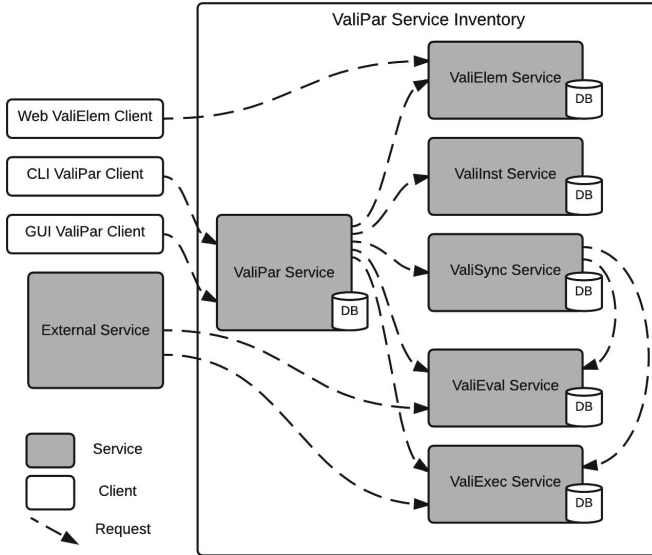 ValiPar Service Inventory
ValiElem Service
DB
Web ValiElem Client
CLI ValiPar Client
ValiInst Service
DB
GUI ValiPar Client
ValiPar Service
DB
ValiSync Service
DB
External Service
ValiEval Service
DB
ValiExec Service
DB
Service
Client
Request